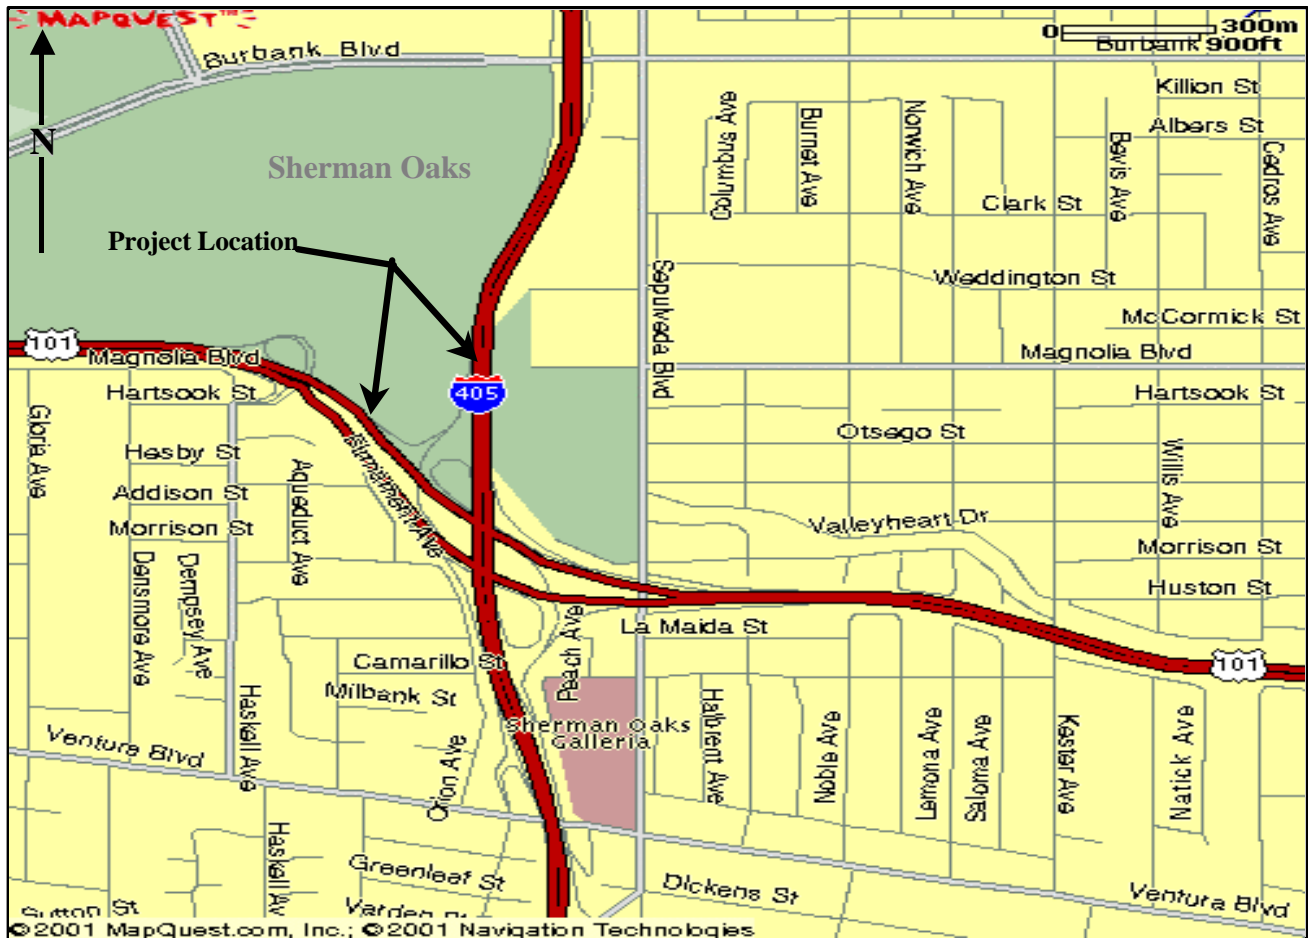 MAPQUEST™
0 300m
900ft
Burbank Blvd
Burbank
N
Sherman Oaks
Project Location
Killion St
Albers St
Columbus Ave
Burnet Ave
Norwich Ave
Bevis Ave
Cedros Ave
Clark St
Weddington St
Sepulveda Blvd
McCormick St
101
Magnolia Blvd
Magnolia Blvd
405
Hartsook St
Hartsook St
Gloria Ave
Otsego St
Hesby St
Willis Ave
Aqueduct Ave
Addison St
Morrison St
Valleyheart Dr
Morrison St
Densmore Ave
Dempsey Ave
Huston St
Peach Ave
La Maida St
101
Camarillo St
Milbank St
Haskell Ave
Sherman Oaks
Galleria
Halbrent Ave
Noble Ave
Lemona Ave
Saloma Ave
Kester Ave
Natick Ave
Ventura Blvd
Orion Ave
Haskell Av
Greenleaf St
Dickens St
Ventura Blvd
Sutton St
Varden
©2001 MapQuest.com, Inc.; ©2001 Navigation Technologies